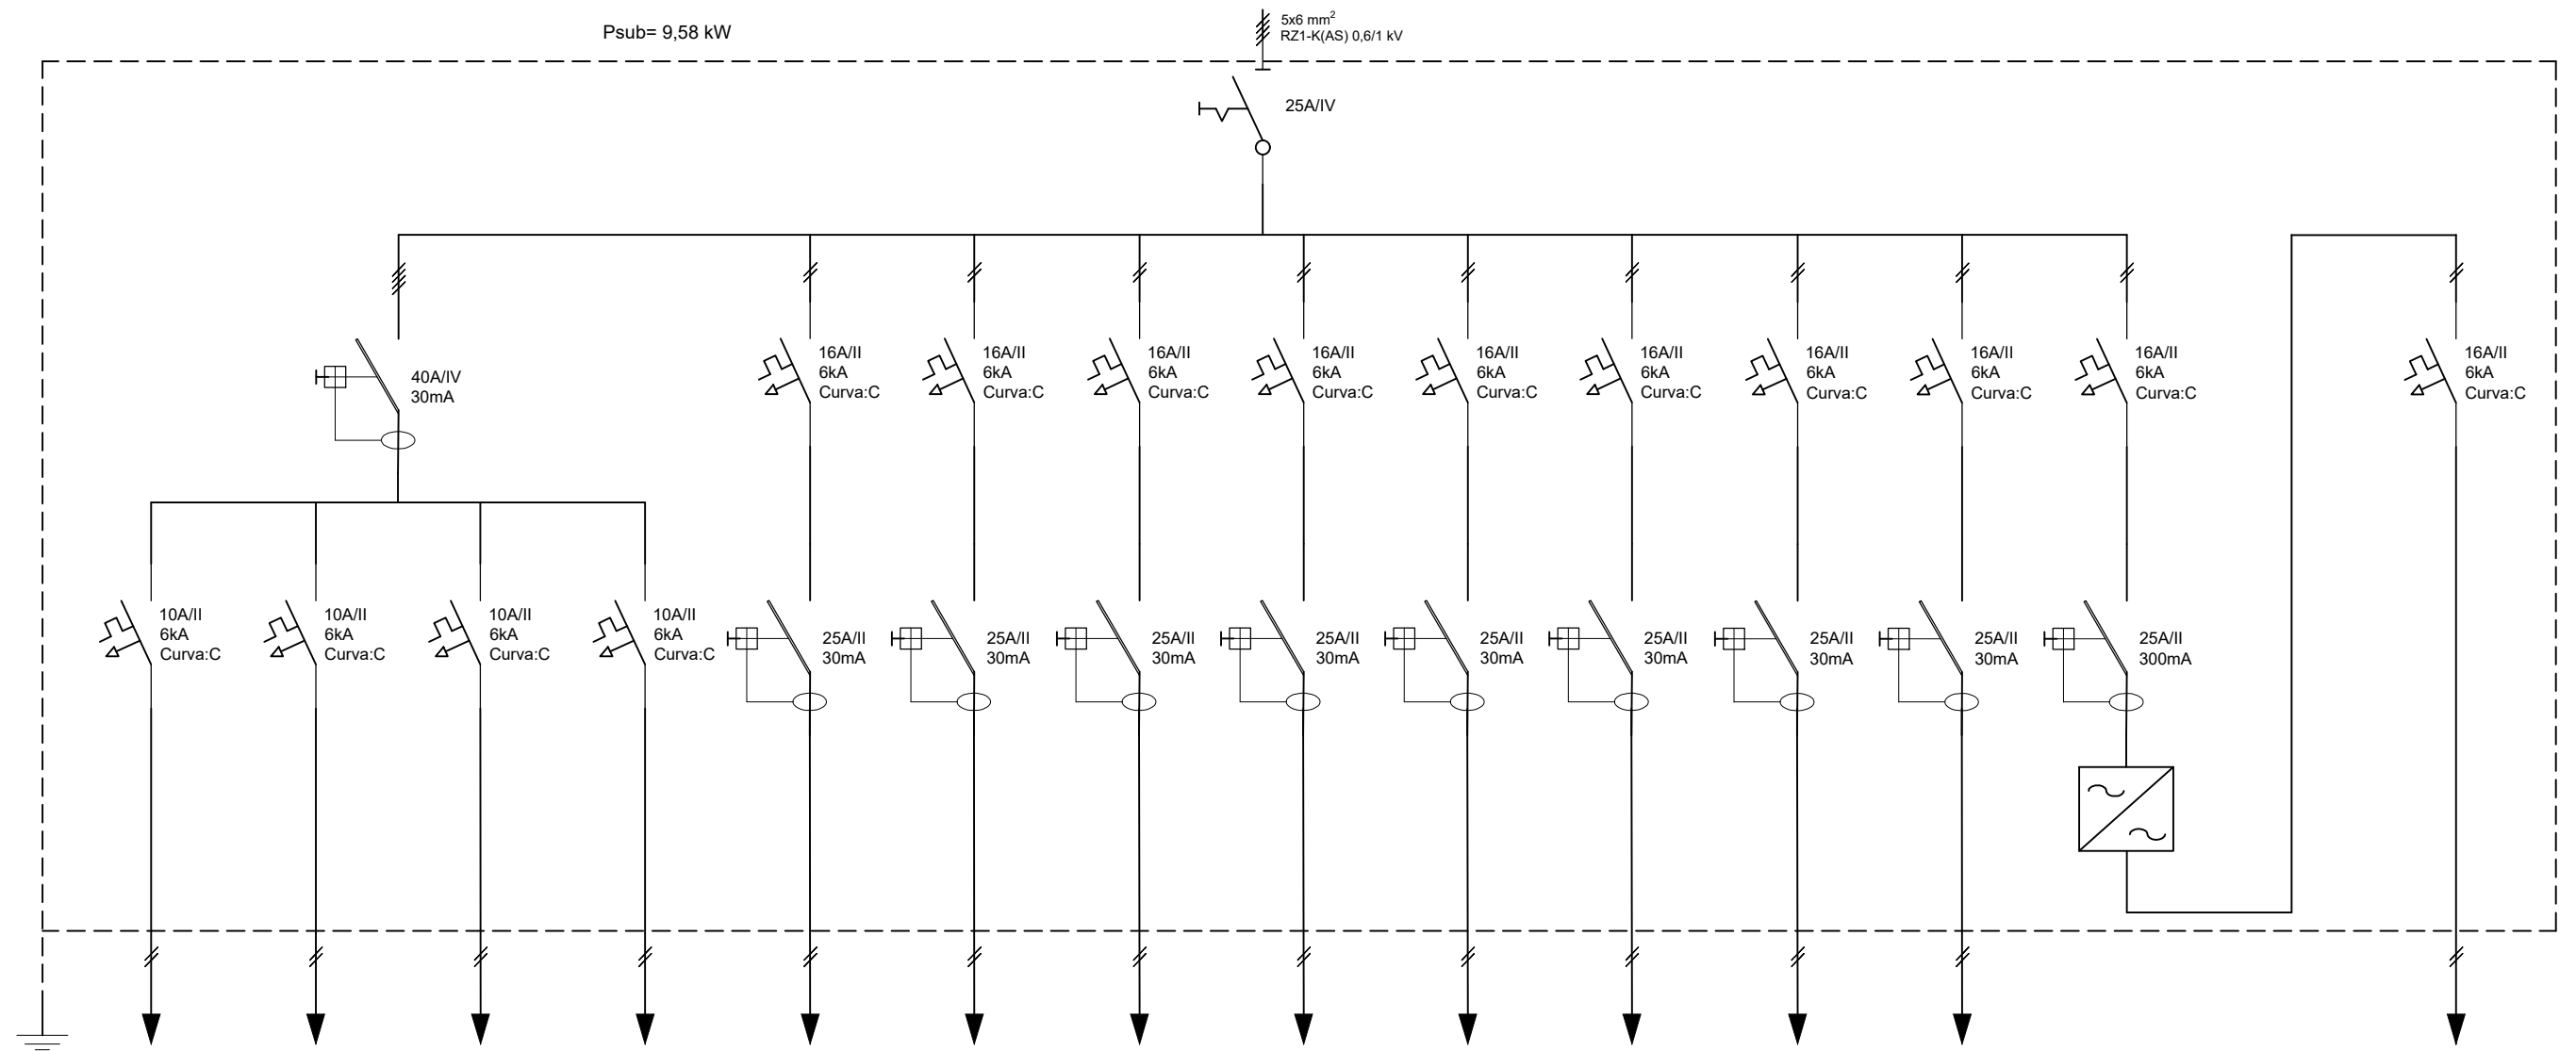 Psub= 9,58 kW
5x6 mm²
RZ1-K(AS) 0,6/1 kV
25A/IV
40A/IV
30mA
16A/II
6kA
Curva:C
16A/II
6kA
Curva:C
16A/II
6kA
Curva:C
16A/II
6kA
Curva:C
16A/II
6kA
Curva:C
16A/II
6kA
Curva:C
16A/II
6kA
Curva:C
16A/II
6kA
Curva:C
16A/II
6kA
Curva:C
16A/II
6kA
Curva:C
10A/II
6kA
Curva:C
10A/II
6kA
Curva:C
10A/II
6kA
Curva:C
10A/II
6kA
Curva:C
25A/II
30mA
25A/II
30mA
25A/II
30mA
25A/II
30mA
25A/II
30mA
25A/II
30mA
25A/II
30mA
25A/II
30mA
25A/II
300mA